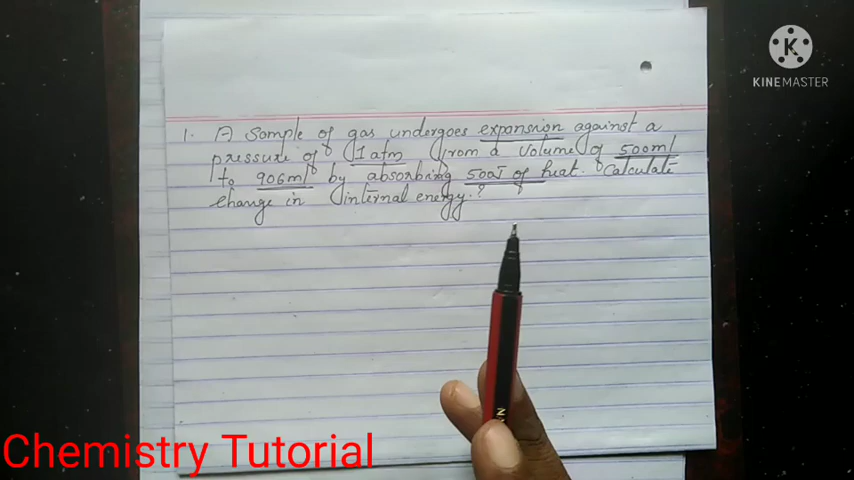 KINEMASTER
1. A sample of gas undergoes expansion against a
pressure of 1 atm from a volume of 500ml
to 906ml by absorbing 500J of heat. Calculate
change in internal energy.?
Chemistry Tutorial